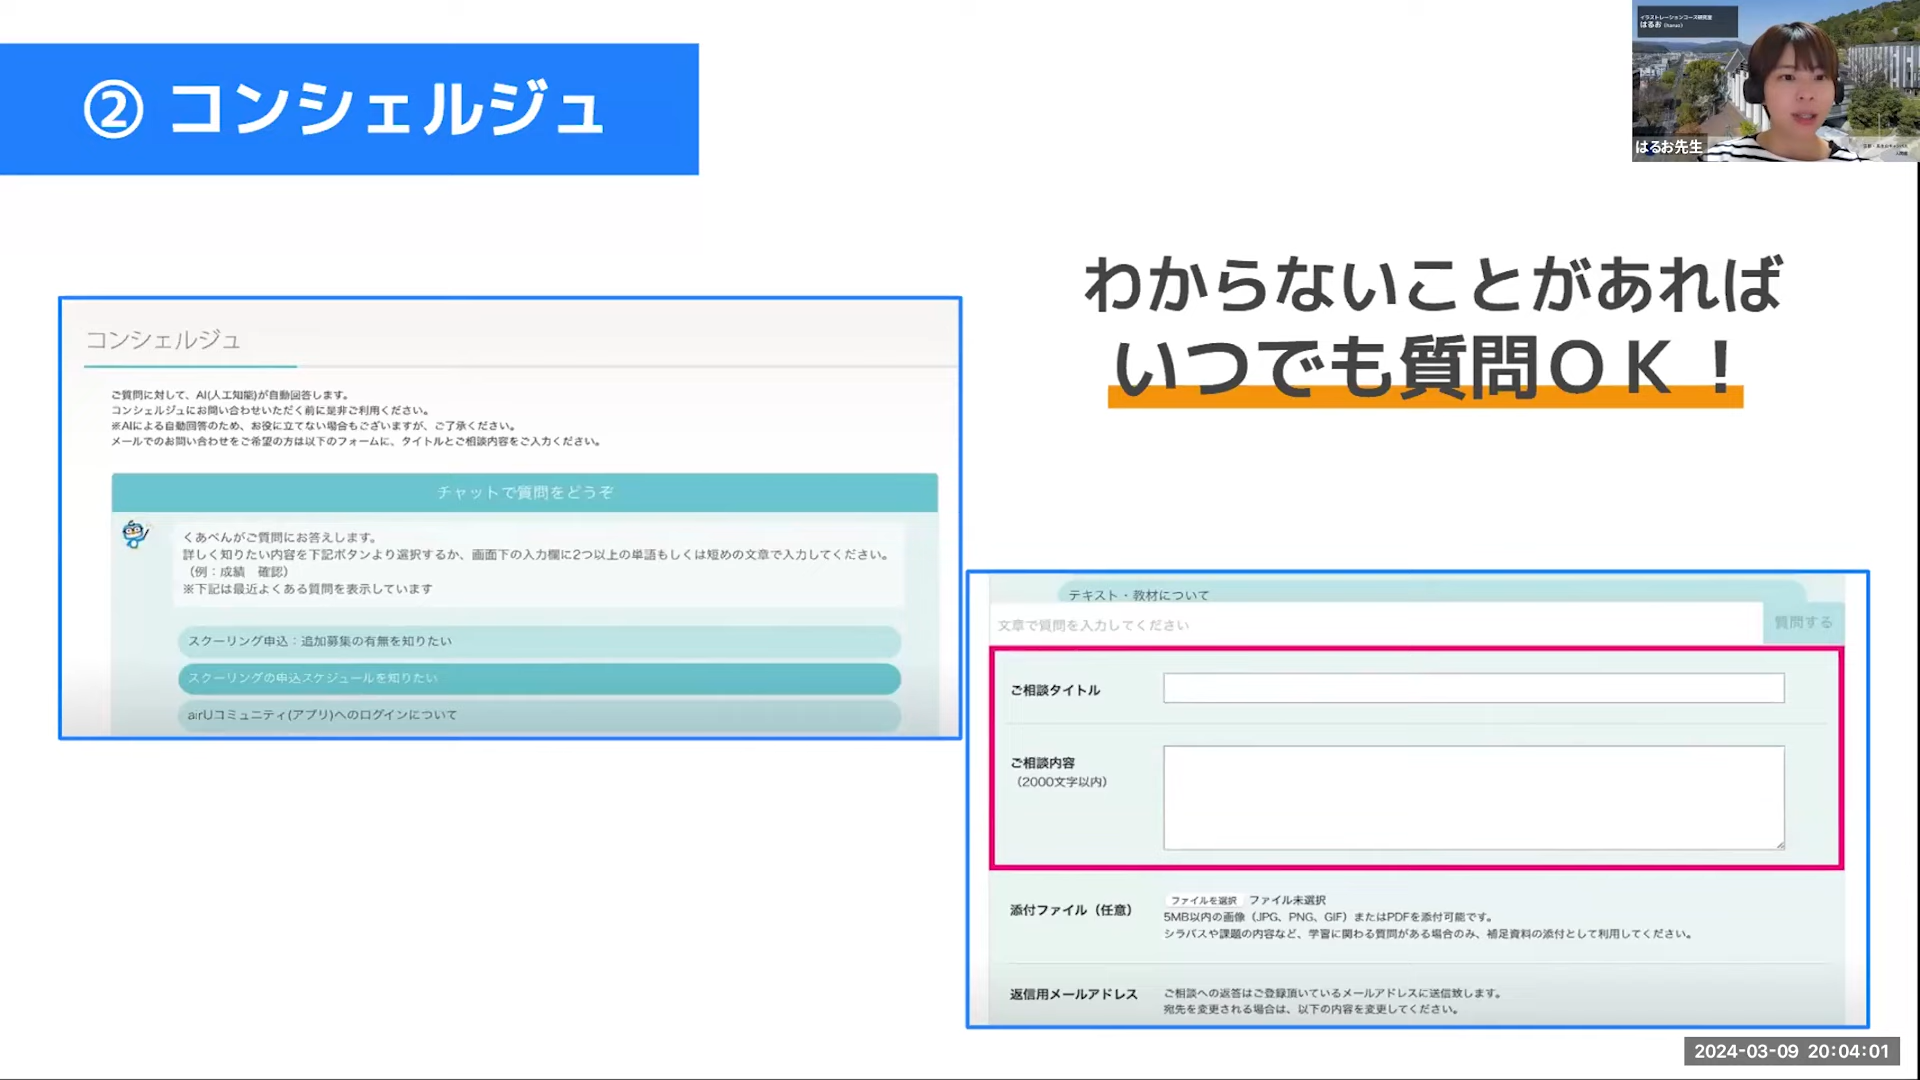 ② コンシェルジュ
イラストレーションコース研究室
はるお (haruo)
はるお先生
わからないことがあれば
いつでも質問ＯＫ！
コンシェルジュ
ご質問に対して、AI(人工知能)が自動回答します。
コンシェルジュにお問い合わせいただく前に是非ご利用ください。
※AIによる自動回答のため、お役に立てない場合もございますが、ご了承ください。
メールでのお問い合わせをご希望の方は以下のフォームに、タイトルとご相談内容をご入力ください。
チャットで質問をどうぞ
くあべんがご質問にお答えします。
詳しく知りたい内容を下記ボタンより選択するか、画面下の入力欄に2つ以上の単語もしくは短めの文章で入力してください。
（例：成績　確認）
※下記は最近よくある質問を表示しています
スクーリング申込：追加募集の有無を知りたい
スクーリングの申込スケジュールを知りたい
airUコミュニティ(アプリ)へのログインについて
テキスト・教材について
文章で質問を入力してください
質問する
ご相談タイトル
ご相談内容
（2000文字以内）
添付ファイル（任意）
ファイルを選択 ファイル未選択
5MB以内の画像（JPG、PNG、GIF）またはPDFを添付可能です。
シラバスや課題の内容など、学習に関わる質問がある場合のみ、補足資料の添付として利用してください。
返信用メールアドレス
ご相談への返答はご登録頂いているメールアドレスに送信致します。
宛先を変更される場合は、以下の内容を変更してください。
2024-03-09 20:04:01